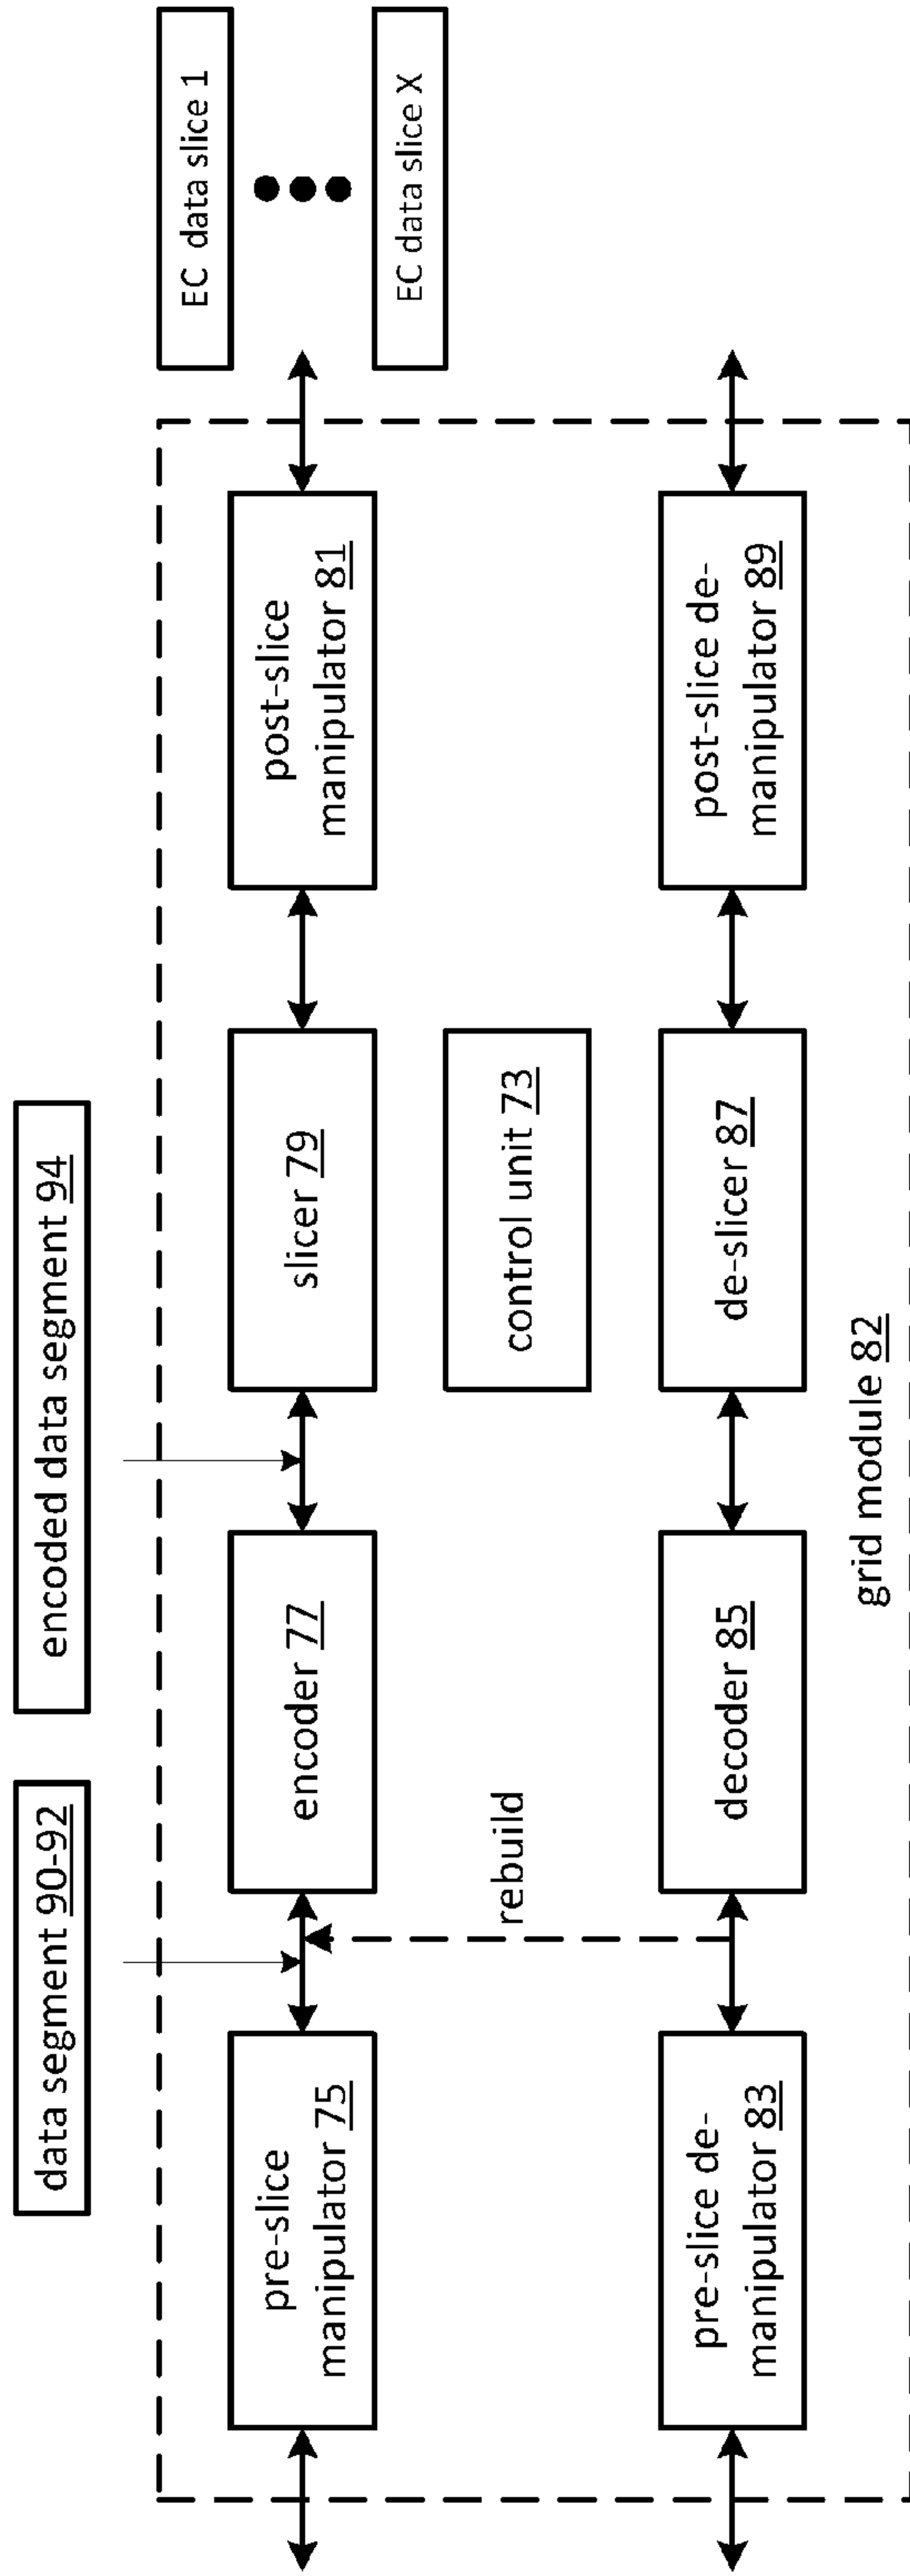 data segment 90-92
encoded data segment 94
EC data slice 1
EC data slice X
pre-slice
manipulator 75
encoder 77
slicer 79
post-slice
manipulator 81
rebuild
control unit 73
pre-slice de-
manipulator 83
decoder 85
de-slicer 87
post-slice de-
manipulator 89
grid module 82